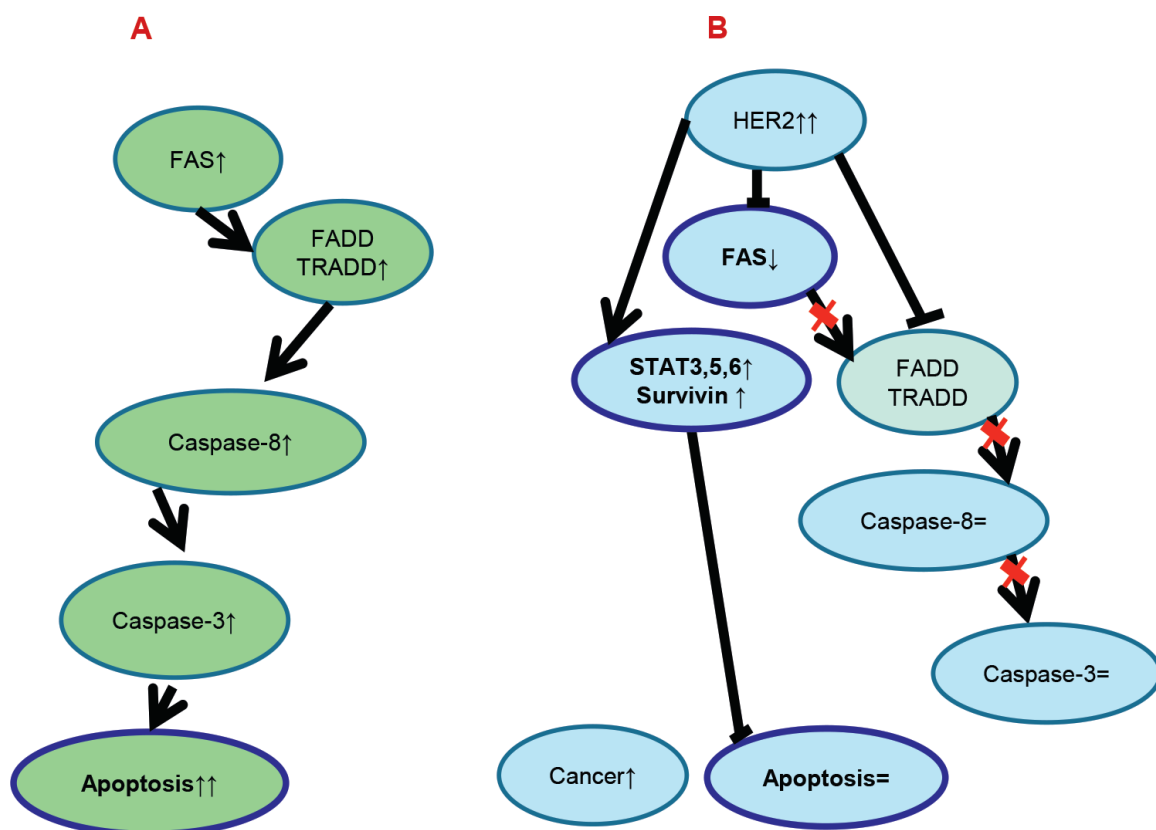 A
FAS↑
FADD
TRADD↑
Caspase-8↑
Caspase-3↑
Apoptosis↑↑
B
HER2↑↑
FAS↓
STAT3,5,6↑
Survivin ↑
FADD
TRADD
Caspase-8=
Caspase-3=
Cancer↑
Apoptosis=